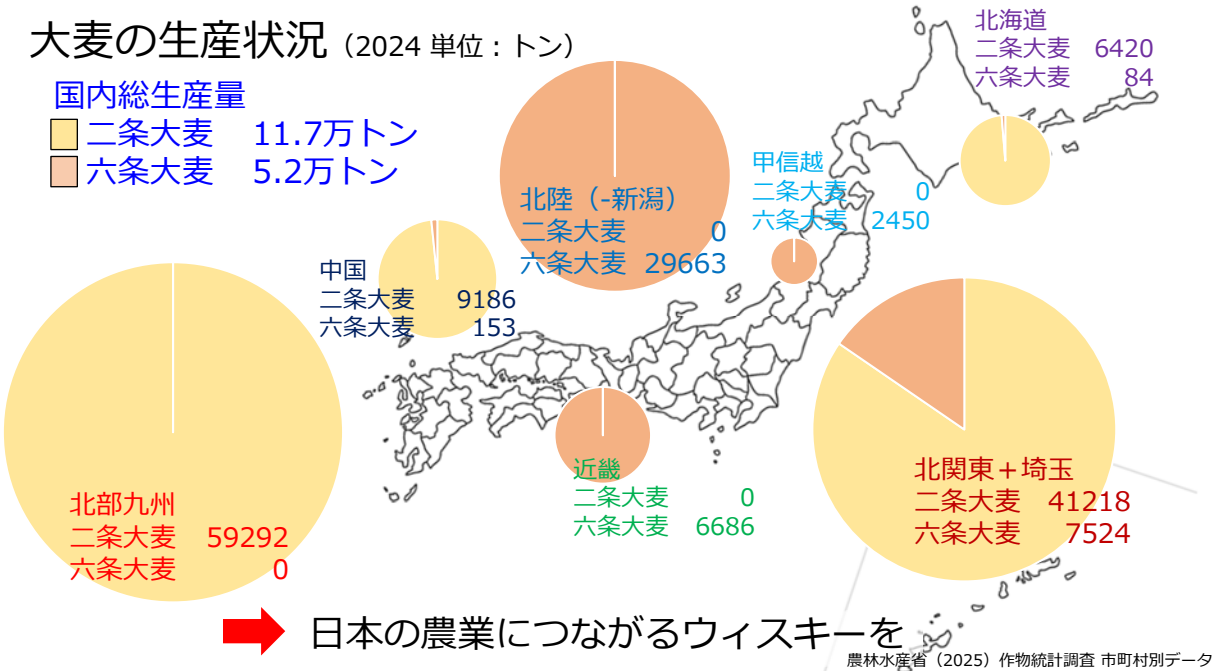 大麦の生産状況（2024 単位：トン）
国内総生産量
二条大麦 11.7万トン
六条大麦 5.2万トン
北海道
二条大麦 6420
六条大麦 84
甲信越
二条大麦 0
六条大麦 2450
北陸（-新潟）
二条大麦 0
六条大麦 29663
中国
二条大麦 9186
六条大麦 153
近畿
二条大麦 0
六条大麦 6686
北関東＋埼玉
二条大麦 41218
六条大麦 7524
北部九州
二条大麦 59292
六条大麦 0
日本の農業につながるウィスキーを
農林水産省（2025）作物統計調査 市町村別データ